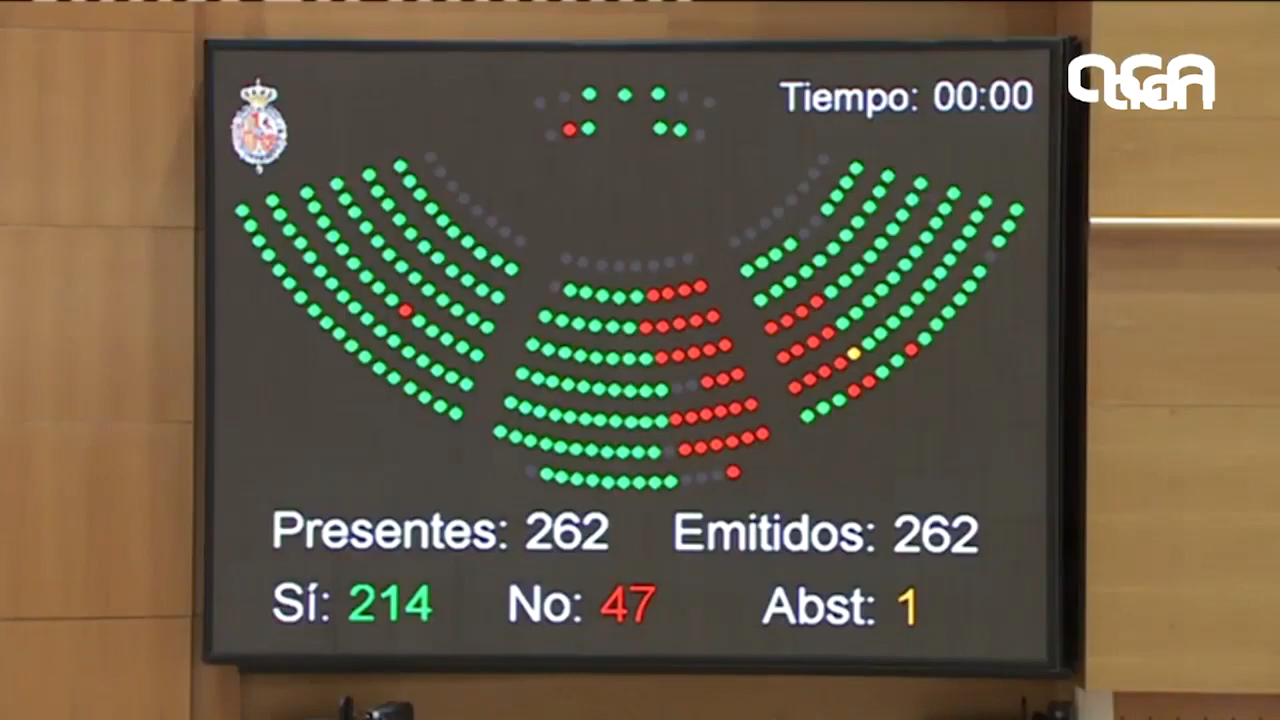 Tiempo: 00:00
Presentes: 262 Emitidos: 262
Sí: 214 No: 47 Abst: 1